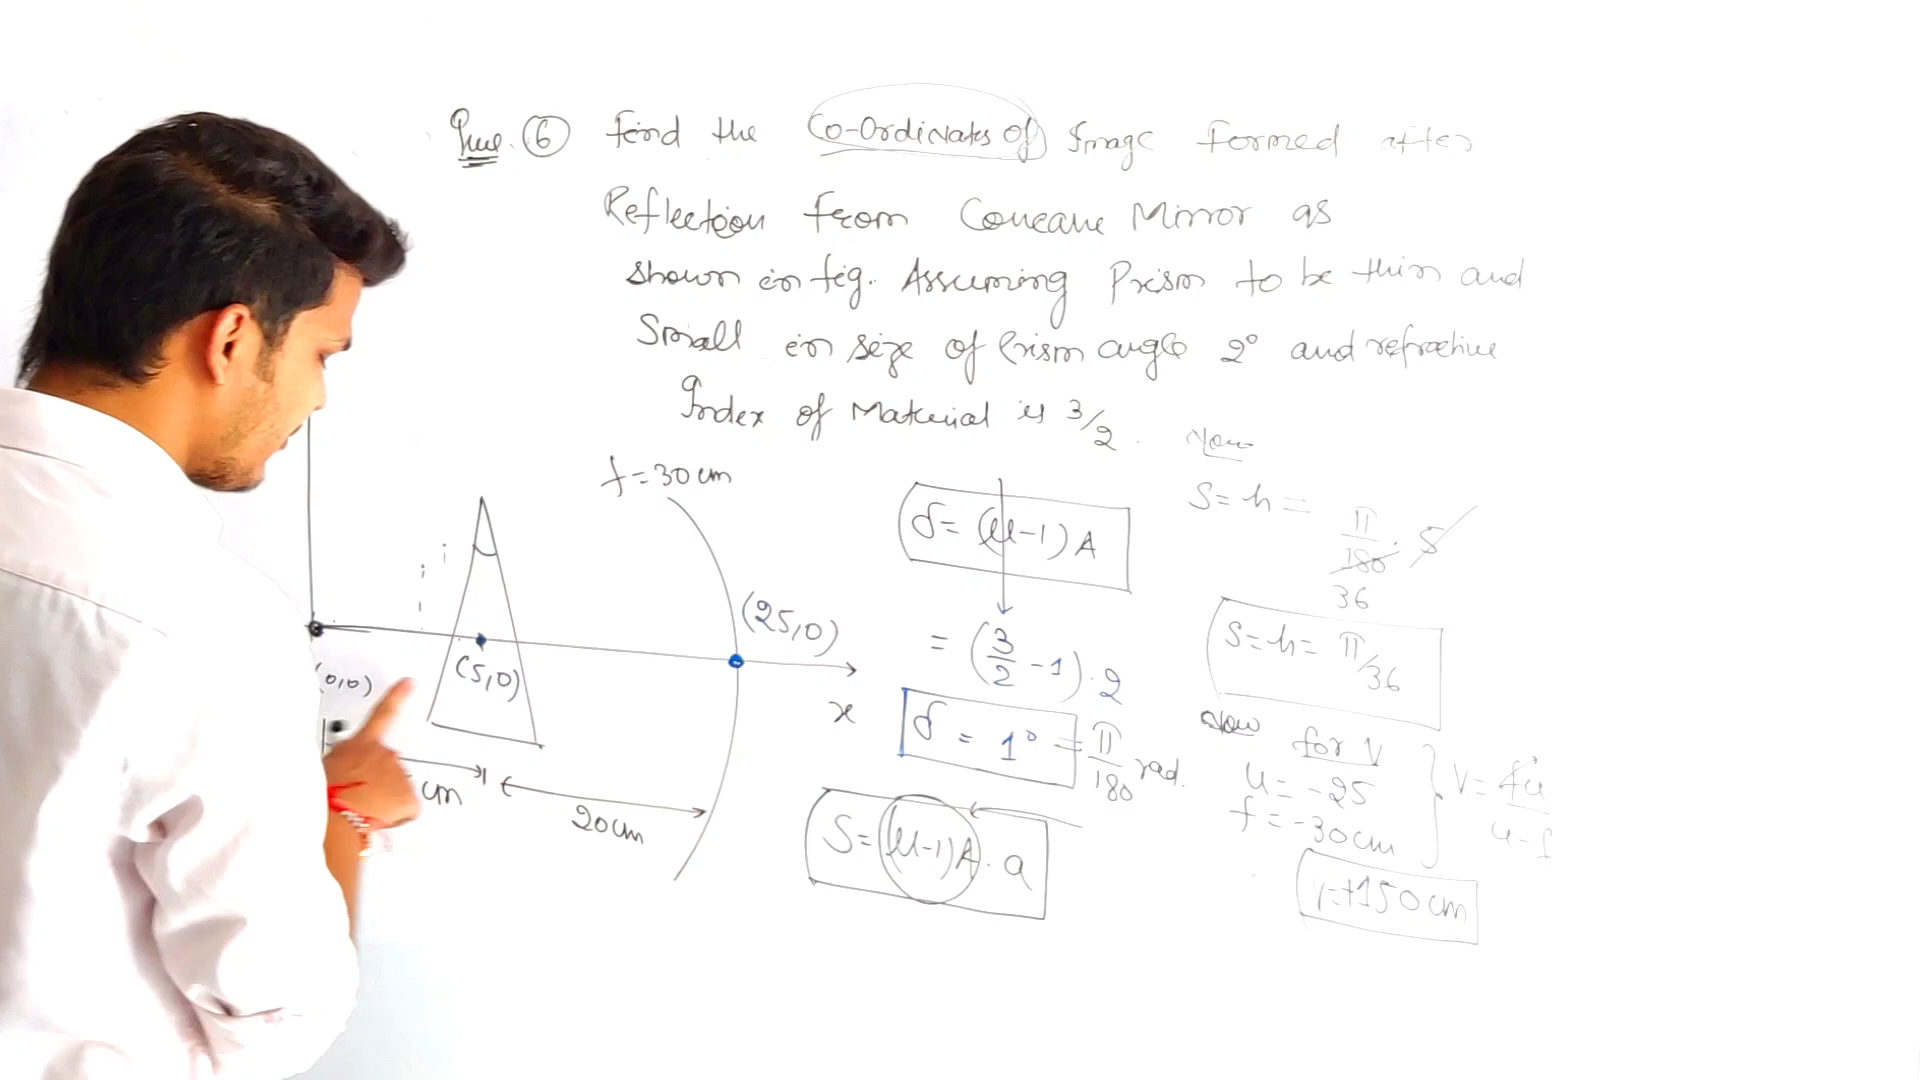 Que. 6 Find the Co-Ordinates of Image formed after
Reflection from Concave Mirror as
shown in fig. Assuming Prism to be thin and
Small in size of Prism angle 2° and refractive
Index of Material is 3/2.
f = 30 cm
(0,0)
(5,0)
(25,0)
x
cm
20cm
δ = (μ-1) A
= (3/2 - 1) . 2
δ = 1° = π/180 rad.
S = (μ-1)A . a
Now
S = h = π/180 . 5
36
S = h = π/36
Now for V
u = -25
f = -30 cm
V = fu/u-f
V = +150 cm